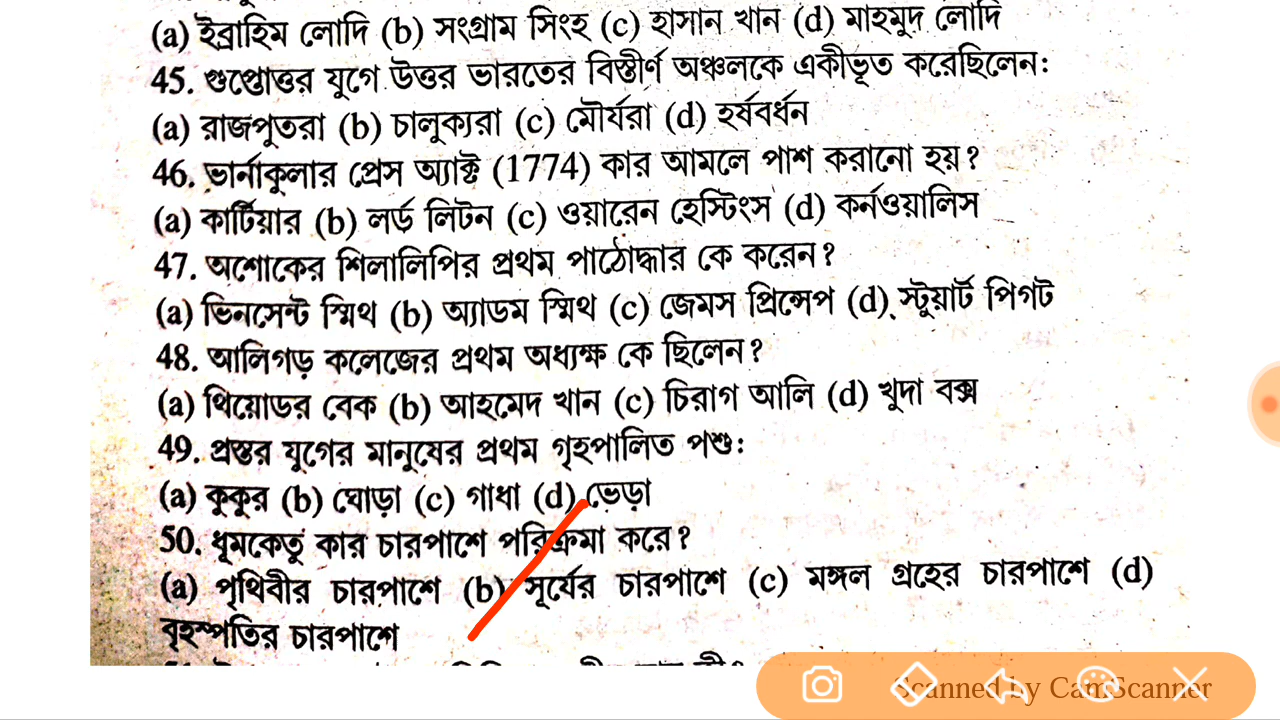 (a) ইব্রাহিম লোদি (b) সংগ্রাম সিংহ (c) হাসান খান (d) মাহমুদ লোদি
45. গুপ্তোত্তর যুগে উত্তর ভারতের বিস্তীর্ণ অঞ্চলকে একীভূত করেছিলেন:
(a) রাজপুতরা (b) চালুক্যরা (c) মৌর্যরা (d) হর্ষবর্ধন
46. ভার্নাকুলার প্রেস অ্যাক্ট (1774) কার আমলে পাশ করানো হয়?
(a) কার্টিয়ার (b) লর্ড লিটন (c) ওয়ারেন হেস্টিংস (d) কর্নওয়ালিস
47. অশোকের শিলালিপির প্রথম পাঠোদ্ধার কে করেন?
(a) ভিনসেন্ট স্মিথ (b) অ্যাডম স্মিথ (c) জেমস প্রিন্সেপ (d) স্টুয়ার্ট পিগট
48. আলিগড় কলেজের প্রথম অধ্যক্ষ কে ছিলেন?
(a) থিয়োডর বেক (b) আহমেদ খান (c) চিরাগ আলি (d) খুদা বক্স
49. প্রস্তর যুগের মানুষের প্রথম গৃহপালিত পশু:
(a) কুকুর (b) ঘোড়া (c) গাধা (d) ভেড়া
50. ধূমকেতু কার চারপাশে পরিক্রমা করে?
(a) পৃথিবীর চারপাশে (b) সূর্যের চারপাশে (c) মঙ্গল গ্রহের চারপাশে (d)
বৃহস্পতির চারপাশে
Scanned by CamScanner